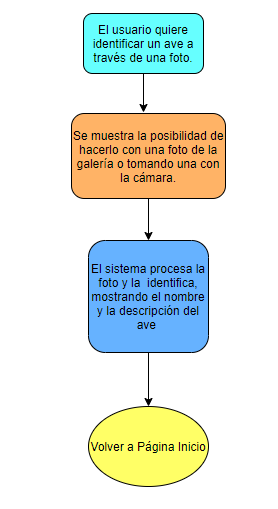 El usuario quiere
identificar un ave a
través de una foto.
Se muestra la posibilidad de
hacerlo con una foto de la
galería o tomando una con
la cámara.
El sistema procesa la
foto y la identifica,
mostrando el nombre
y la descripción del
ave
Volver a Página Inicio